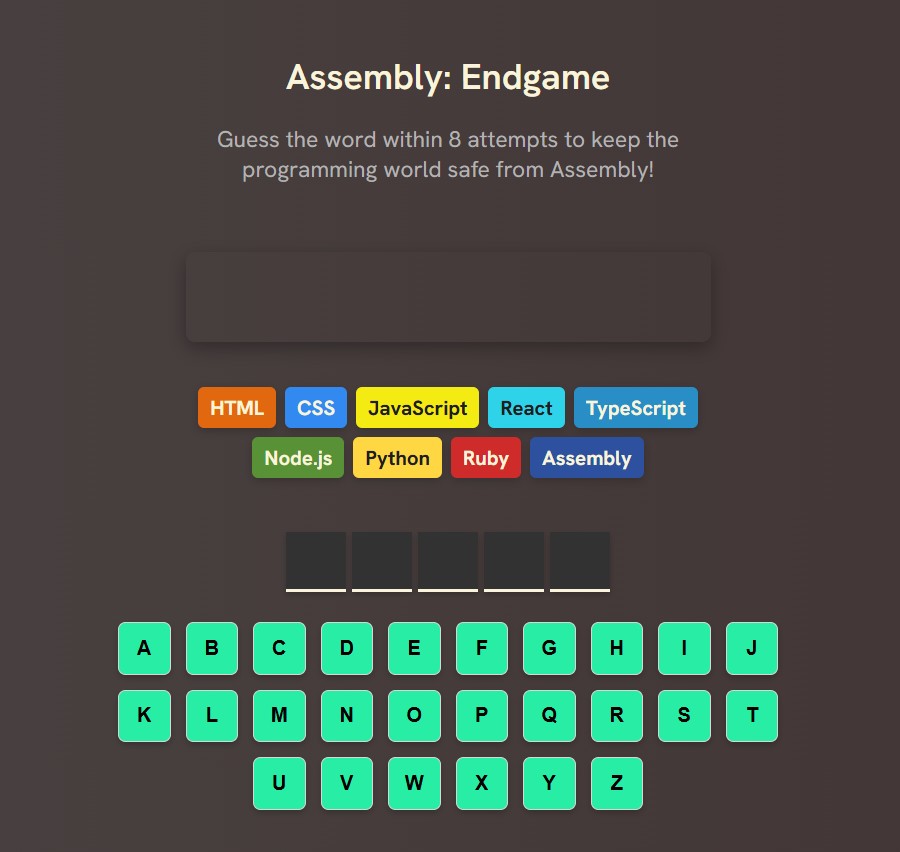 Assembly: Endgame
Guess the word within 8 attempts to keep the
programming world safe from Assembly!
HTML CSS JavaScript React TypeScript
Node.js Python Ruby Assembly
A B C D E F G H I J
K L M N O P Q R S T
U V W X Y Z